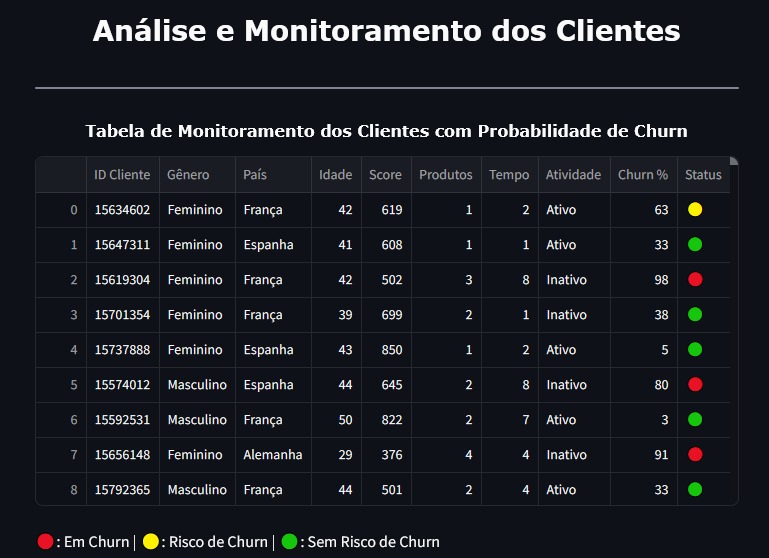 Análise e Monitoramento dos Clientes
Tabela de Monitoramento dos Clientes com Probabilidade de Churn
ID Cliente Gênero País Idade Score Produtos Tempo Atividade Churn % Status
0 15634602 Feminino França 42 619 1 2 Ativo 63
1 15647311 Feminino Espanha 41 608 1 1 Ativo 33
2 15619304 Feminino França 42 502 3 8 Inativo 98
3 15701354 Feminino França 39 699 2 1 Inativo 38
4 15737888 Feminino Espanha 43 850 1 2 Ativo 5
5 15574012 Masculino Espanha 44 645 2 8 Inativo 80
6 15592531 Masculino França 50 822 2 7 Ativo 3
7 15656148 Feminino Alemanha 29 376 4 4 Inativo 91
8 15792365 Masculino França 44 501 2 4 Ativo 33
: Em Churn | : Risco de Churn | : Sem Risco de Churn